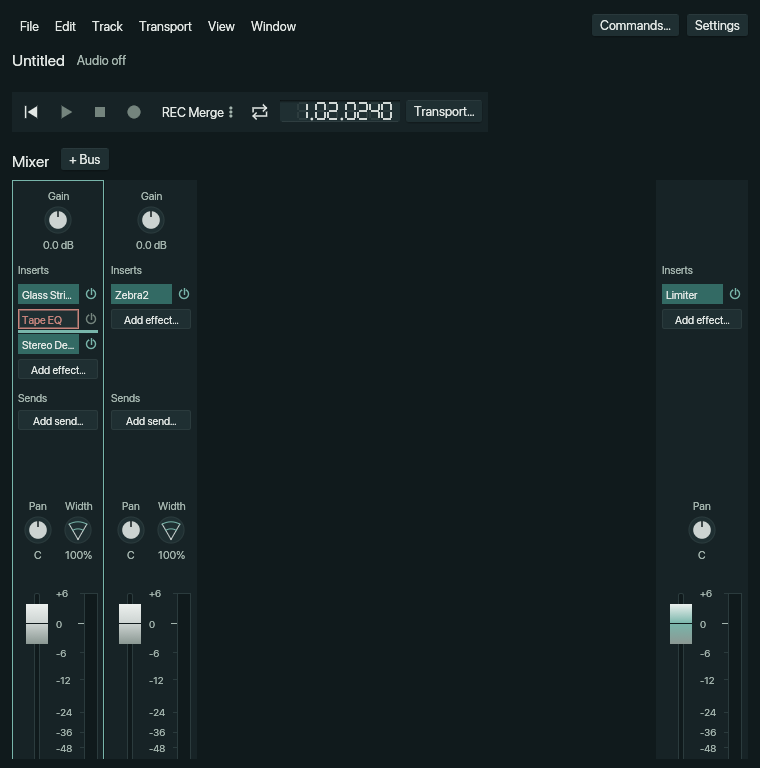 File Edit Track Transport View Window Commands... Settings
Untitled Audio off
REC Merge 1.02.0240 Transport...
Mixer + Bus
Gain Gain
0.0 dB 0.0 dB
Inserts Inserts Inserts
Glass Stri... Zebra2 Limiter
Tape EQ Add effect... Add effect...
Stereo De...
Add effect...
Sends Sends
Add send... Add send...
Pan Width Pan Width Pan
C 100% C 100% C
+6 +6 +6
0 0 0
-6 -6 -6
-12 -12 -12
-24 -24 -24
-36 -36 -36
-48 -48 -48